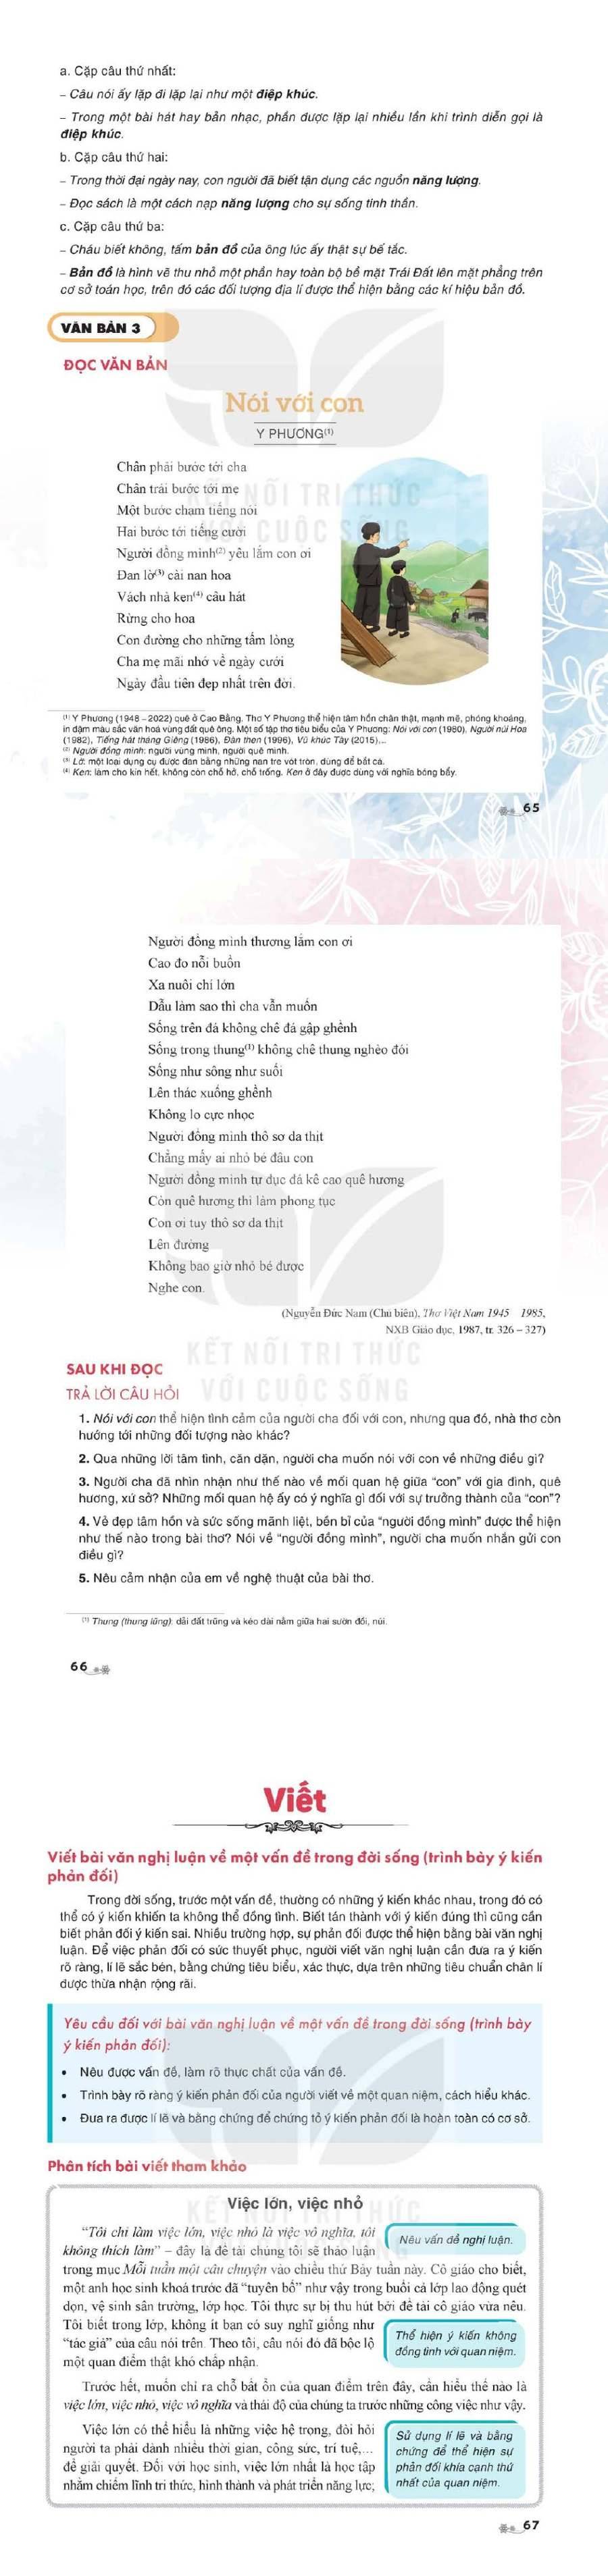 a. Cặp câu thứ nhất:
– Câu nói ấy lặp đi lặp lại như một điệp khúc.
– Trong một bài hát hay bản nhạc, phần được lặp lại nhiều lần khi trình diễn gọi là
điệp khúc.
b. Cặp câu thứ hai:
– Trong thời đại ngày nay, con người đã biết tận dụng các nguồn năng lượng.
– Đọc sách là một cách nạp năng lượng cho sự sống tinh thần.
c. Cặp câu thứ ba:
– Cháu biết không, tấm bản đồ của ông lúc ấy thật sự bế tắc.
– Bản đồ là hình vẽ thu nhỏ một phần hay toàn bộ bề mặt Trái Đất lên mặt phẳng trên
cơ sở toán học, trên đó các đối tượng địa lí được thể hiện bằng các kí hiệu bản đồ.
VĂN BẢN 3
ĐỌC VĂN BẢN
Nói với con
Y PHƯƠNG(1)
Chân phải bước tới cha
Chân trái bước tới mẹ
Một bước chạm tiếng nói
Hai bước tới tiếng cười
Người đồng mình(2) yêu lắm con ơi
Đan lờ(3) cài nan hoa
Vách nhà ken(4) câu hát
Rừng cho hoa
Con đường cho những tấm lòng
Cha mẹ mãi nhớ về ngày cưới
Ngày đầu tiên đẹp nhất trên đời.
(1) Y Phương (1948 – 2022) quê ở Cao Bằng. Thơ Y Phương thể hiện tâm hồn chân thật, mạnh mẽ, phóng khoáng,
in đậm màu sắc văn hoá vùng đất quê ông. Một số tập thơ tiêu biểu của Y Phương: Nói với con (1980), Người núi Hoa
(1982), Tiếng hát tháng Giêng (1986), Đàn then (1996), Vũ khúc Tày (2015),...
(2) Người đồng mình: người vùng mình, người quê mình.
(3) Lờ: một loại dụng cụ được đan bằng những nan tre vót tròn, dùng để bắt cá.
(4) Ken: làm cho kín hết, không còn chỗ hở, chỗ trống. Ken ở đây được dùng với nghĩa bóng bẩy.
65
Người đồng mình thương lắm con ơi
Cao đo nỗi buồn
Xa nuôi chí lớn
Dẫu làm sao thì cha vẫn muốn
Sống trên đá không chê đá gập ghềnh
Sống trong thung(1) không chê thung nghèo đói
Sống như sông như suối
Lên thác xuống ghềnh
Không lo cực nhọc
Người đồng mình thô sơ da thịt
Chẳng mấy ai nhỏ bé đâu con
Người đồng mình tự đục đá kê cao quê hương
Còn quê hương thì làm phong tục
Con ơi tuy thô sơ da thịt
Lên đường
Không bao giờ nhỏ bé được
Nghe con.
(Nguyễn Đức Nam (Chủ biên), Thơ Việt Nam 1945 – 1985,
NXB Giáo dục, 1987, tr. 326 – 327)
KẾT NỐI TRI THỨC
VỚI CUỘC SỐNG
SAU KHI ĐỌC
TRẢ LỜI CÂU HỎI
1. Nói với con thể hiện tình cảm của người cha đối với con, nhưng qua đó, nhà thơ còn
hướng tới những đối tượng nào khác?
2. Qua những lời tâm tình, căn dặn, người cha muốn nói với con về những điều gì?
3. Người cha đã nhìn nhận như thế nào về mối quan hệ giữa “con” với gia đình, quê
hương, xứ sở? Những mối quan hệ ấy có ý nghĩa gì đối với sự trưởng thành của “con”?
4. Vẻ đẹp tâm hồn và sức sống mãnh liệt, bền bỉ của “người đồng mình” được thể hiện
như thế nào trong bài thơ? Nói về “người đồng mình”, người cha muốn nhắn gửi con
điều gì?
5. Nêu cảm nhận của em về nghệ thuật của bài thơ.
(1) Thung (thung lũng): dải đất trũng và kéo dài nằm giữa hai sườn đồi, núi.
66
Viết
Viết bài văn nghị luận về một vấn đề trong đời sống (trình bày ý kiến
phản đối)
Trong đời sống, trước một vấn đề, thường có những ý kiến khác nhau, trong đó có
thể có ý kiến khiến ta không thể đồng tình. Biết tán thành với ý kiến đúng thì cũng cần
biết phản đối ý kiến sai. Nhiều trường hợp, sự phản đối được thể hiện bằng bài văn nghị
luận. Để việc phản đối có sức thuyết phục, người viết văn nghị luận cần đưa ra ý kiến
rõ ràng, lí lẽ sắc bén, bằng chứng tiêu biểu, xác thực, dựa trên những tiêu chuẩn chân lí
được thừa nhận rộng rãi.
Yêu cầu đối với bài văn nghị luận về một vấn đề trong đời sống (trình bày
ý kiến phản đối):
• Nêu được vấn đề, làm rõ thực chất của vấn đề.
• Trình bày rõ ràng ý kiến phản đối của người viết về một quan niệm, cách hiểu khác.
• Đưa ra được lí lẽ và bằng chứng để chứng tỏ ý kiến phản đối là hoàn toàn có cơ sở.
Phân tích bài viết tham khảo
Việc lớn, việc nhỏ
“Tôi chỉ làm việc lớn, việc nhỏ là việc vô nghĩa, tôi
không thích làm” – đây là đề tài chúng tôi sẽ thảo luận
trong mục Mỗi tuần một câu chuyện vào chiều thứ Bảy tuần này. Cô giáo cho biết,
một anh học sinh khoá trước đã “tuyên bố” như vậy trong buổi cả lớp lao động quét
dọn, vệ sinh sân trường, lớp học. Tôi thực sự bị thu hút bởi đề tài cô giáo vừa nêu.
Tôi biết trong lớp, không ít bạn có suy nghĩ giống như
“tác giả” của câu nói trên. Theo tôi, câu nói đó đã bộc lộ
một quan điểm thật khó chấp nhận.
Nêu vấn đề nghị luận.
Thể hiện ý kiến không
đồng tình với quan niệm.
Trước hết, muốn chỉ ra chỗ bất ổn của quan điểm trên đây, cần hiểu thế nào là
việc lớn, việc nhỏ, việc vô nghĩa và thái độ của chúng ta trước những công việc như vậy.
Việc lớn có thể hiểu là những việc hệ trọng, đòi hỏi
người ta phải dành nhiều thời gian, công sức, trí tuệ,...
để giải quyết. Đối với học sinh, việc lớn nhất là học tập
nhằm chiếm lĩnh tri thức, hình thành và phát triển năng lực;
Sử dụng lí lẽ và bằng
chứng để thể hiện sự
phản đối khía cạnh thứ
nhất của quan niệm.
67